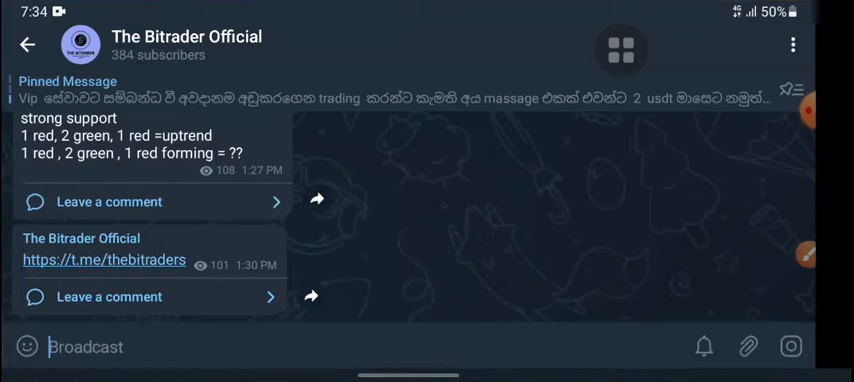 7:34
4G
50%
The Bitrader Official
384 subscribers
Pinned Message
Vip සේවාවට සම්බන්ධ වී අවදානම අඩුකරගෙන trading කරන්ට කැමති අය massage එකක් එවන්ට 2 usdt මාසෙට නමුත්...
strong support
1 red, 2 green, 1 red =uptrend
1 red , 2 green , 1 red forming = ??
108 1:27 PM
Leave a comment
The Bitrader Official
https://t.me/thebitraders 101 1:30 PM
Leave a comment
Broadcast